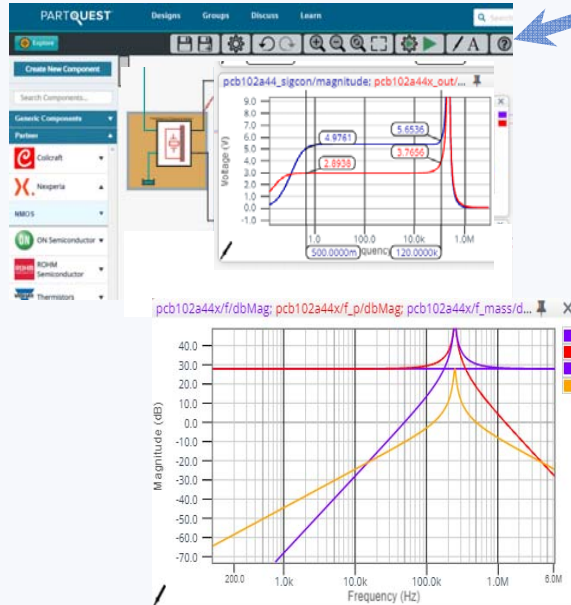 PARTQUEST Designs Groups Discuss Learn
Explore
A
Create New Component
Search Components...
Generic Components
Partner
Coilcraft
Nexperia
NMOS
ON
ON Semiconductor
ROHM
ROHM Semiconductor
Thermistors
pcb102a44_sigcon/magnitude; pcb102a44x_out/...
Voltage (V)
9.0
8.0
7.0
6.0
5.0
4.0
3.0
2.0
1.0
0.0
-1.0
4.9761 5.6536
2.8938 3.7656
1.0 100.0 10.0k 1.0M
500.0000m quency 120.0000k
pcb102a44x/f/dbMag; pcb102a44x/f_p/dbMag; pcb102a44x/f_mass/d...
Magnitude (dB)
40.0
30.0
20.0
10.0
0.0
-10.0
-20.0
-30.0
-40.0
-50.0
-60.0
-70.0
200.0 1.0k 10.0k 100.0k 1.0M 6.0M
Frequency (Hz)